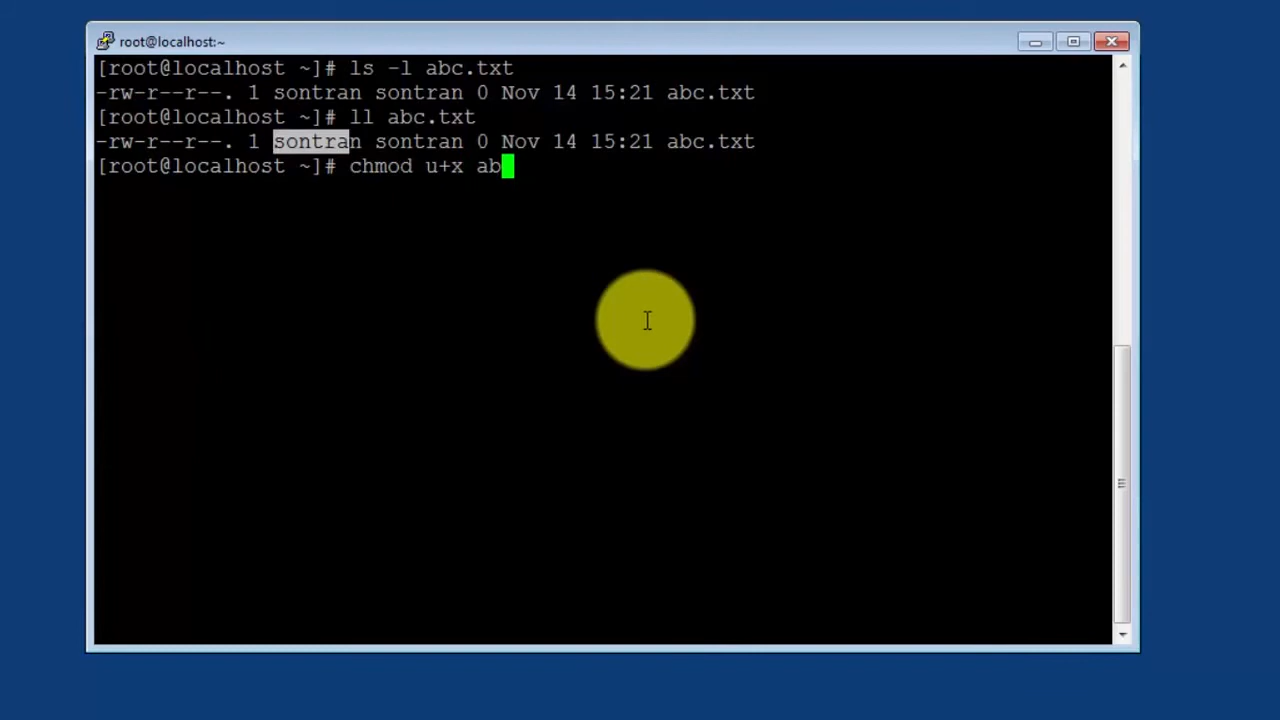 root@localhost:~
[root@localhost ~]# ls -l abc.txt
-rw-r--r--. 1 sontran sontran 0 Nov 14 15:21 abc.txt
[root@localhost ~]# ll abc.txt
-rw-r--r--. 1 sontran sontran 0 Nov 14 15:21 abc.txt
[root@localhost ~]# chmod u+x ab